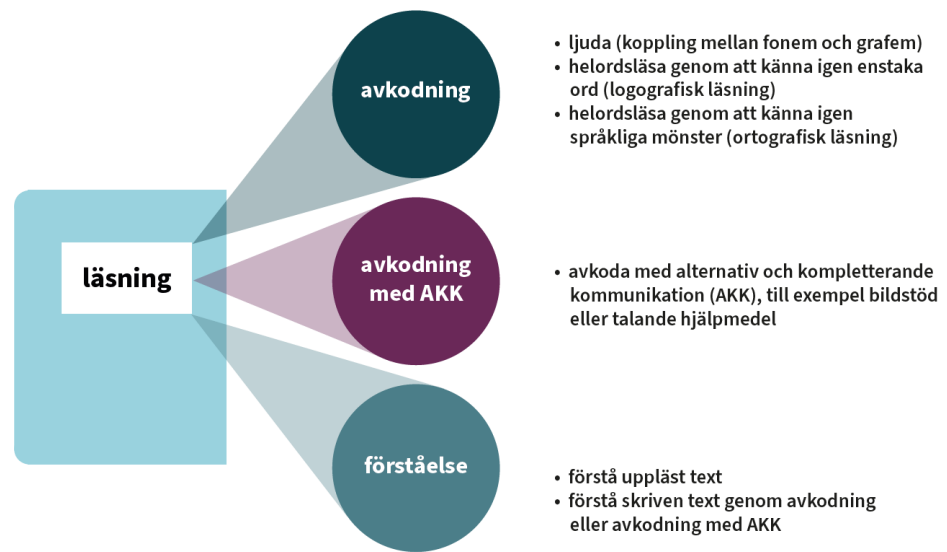 läsning
avkodning
• ljuda (koppling mellan fonem och grafem)
• helordsläsa genom att känna igen enstaka
ord (logografisk läsning)
• helordsläsa genom att känna igen
språkliga mönster (ortografisk läsning)
avkodning
med AKK
• avkoda med alternativ och kompletterande
kommunikation (AKK), till exempel bildstöd
eller talande hjälpmedel
förståelse
• förstå uppläst text
• förstå skriven text genom avkodning
eller avkodning med AKK